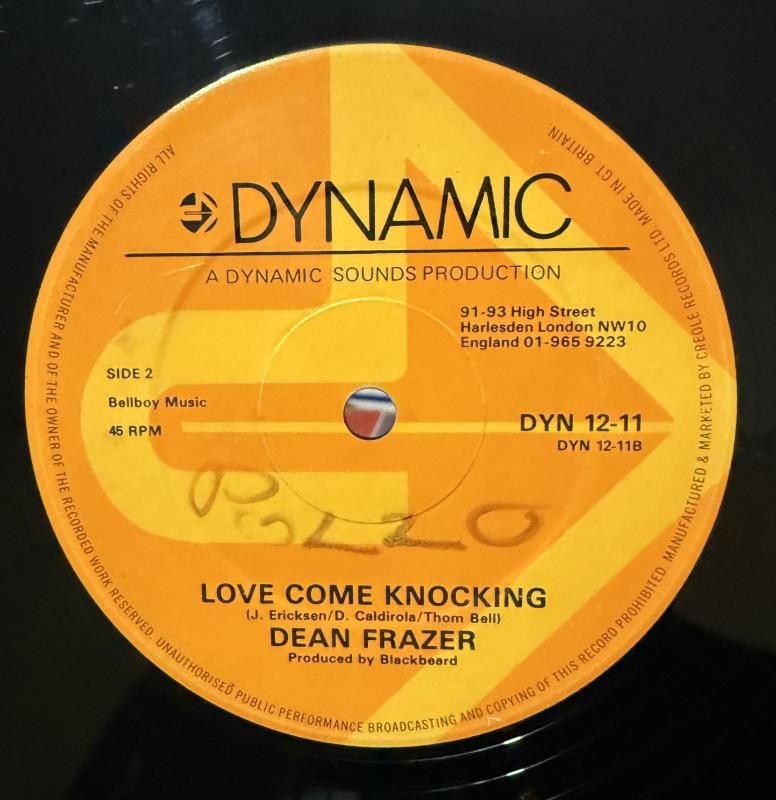 DYNAMIC
A DYNAMIC SOUNDS PRODUCTION
91-93 High Street
Harlesden London NW10
England 01-965 9223
SIDE 2
Bellboy Music
45 RPM
DYN 12-11
DYN 12-11B
LOVE COME KNOCKING
(J. Ericksen/D. Caldirola/Thom Bell)
DEAN FRAZER
Produced by Blackbeard
ALL RIGHTS OF THE MANUFACTURER AND OF THE OWNER OF THE RECORDED WORK RESERVED. UNAUTHORISED PUBLIC PERFORMANCE BROADCASTING AND COPYING OF THIS RECORD PROHIBITED. MANUFACTURED & MARKETED BY CREOLE RECORDS LTD. MADE IN GT. BRITAIN.